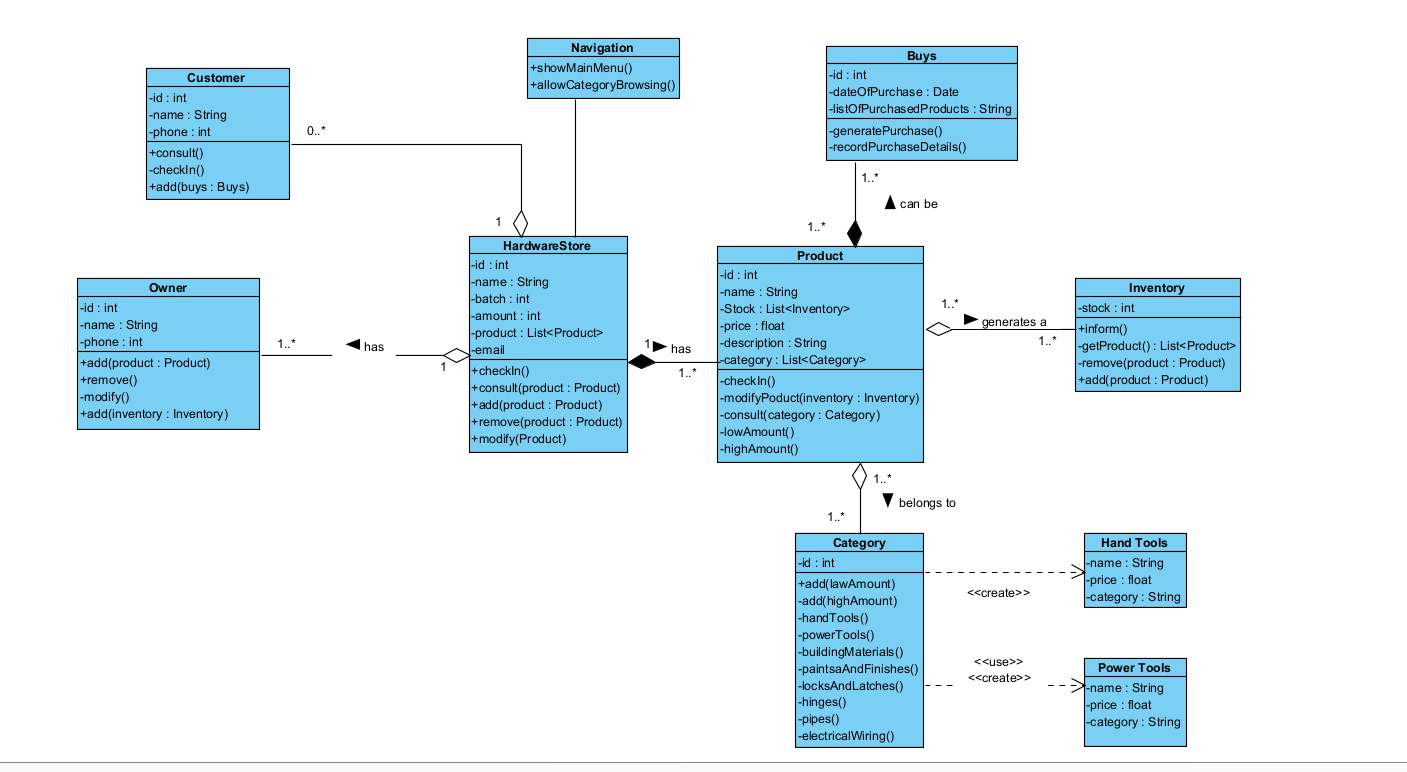 Navigation
+showMainMenu()
+allowCategoryBrowsing()
Buys
-id : int
-dateOfPurchase : Date
-listOfPurchasedProducts : String
-generatePurchase()
-recordPurchaseDetails()
Customer
-id : int
-name : String
-phone : int
+consult()
-checkIn()
+add(buys : Buys)
0..*
1
1..*
can be
1..*
HardwareStore
-id : int
-name : String
-batch : int
-amount : int
-product : List<Product>
-email
+checkIn()
+consult(product : Product)
+add(product : Product)
+remove(product : Product)
+modify(Product)
Owner
-id : int
-name : String
-phone : int
+add(product : Product)
+remove()
-modify()
+add(inventory : Inventory)
1..*
has
1
1
has
1..*
Product
-id : int
-name : String
-Stock : List<Inventory>
-price : float
-description : String
-category : List<Category>
-checkIn()
-modifyPoduct(inventory : Inventory)
-consult(category : Category)
-lowAmount()
-highAmount()
1..*
generates a
1..*
Inventory
-stock : int
+inform()
-getProduct() : List<Product>
-remove(product : Product)
+add(product : Product)
1..*
belongs to
1..*
Category
-id : int
+add(lawAmount)
-add(highAmount)
-handTools()
-powerTools()
-buildingMaterials()
-paintsaAndFinishes()
-locksAndLatches()
-hinges()
-pipes()
-electricalWiring()
<<create>>
Hand Tools
-name : String
-price : float
-category : String
<<use>>
<<create>>
Power Tools
-name : String
-price : float
-category : String